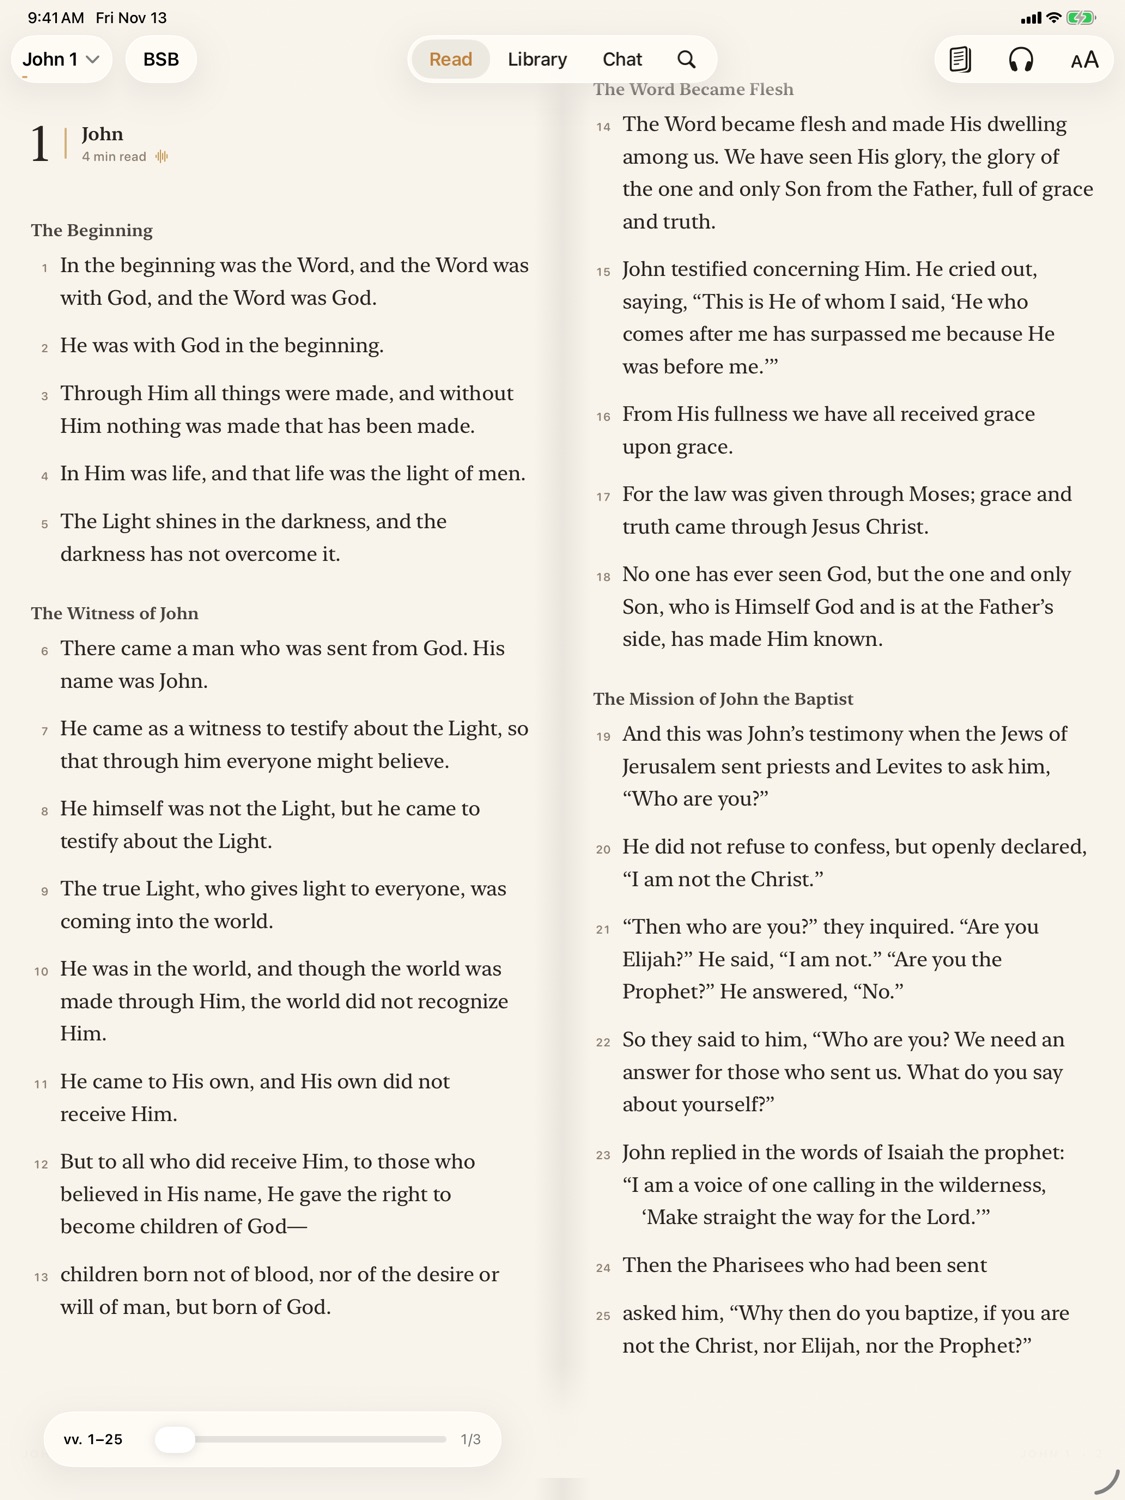 9:41 AM Fri Nov 13
John 1
BSB
Read
Library
Chat
AA
1
John
4 min read
The Beginning
1 In the beginning was the Word, and the Word was
with God, and the Word was God.
2 He was with God in the beginning.
3 Through Him all things were made, and without
Him nothing was made that has been made.
4 In Him was life, and that life was the light of men.
5 The Light shines in the darkness, and the
darkness has not overcome it.
The Witness of John
6 There came a man who was sent from God. His
name was John.
7 He came as a witness to testify about the Light, so
that through him everyone might believe.
8 He himself was not the Light, but he came to
testify about the Light.
9 The true Light, who gives light to everyone, was
coming into the world.
10 He was in the world, and though the world was
made through Him, the world did not recognize
Him.
11 He came to His own, and His own did not
receive Him.
12 But to all who did receive Him, to those who
believed in His name, He gave the right to
become children of God—
13 children born not of blood, nor of the desire or
will of man, but born of God.
The Word Became Flesh
14 The Word became flesh and made His dwelling
among us. We have seen His glory, the glory of
the one and only Son from the Father, full of grace
and truth.
15 John testified concerning Him. He cried out,
saying, “This is He of whom I said, ‘He who
comes after me has surpassed me because He
was before me.’”
16 From His fullness we have all received grace
upon grace.
17 For the law was given through Moses; grace and
truth came through Jesus Christ.
18 No one has ever seen God, but the one and only
Son, who is Himself God and is at the Father’s
side, has made Him known.
The Mission of John the Baptist
19 And this was John’s testimony when the Jews of
Jerusalem sent priests and Levites to ask him,
“Who are you?”
20 He did not refuse to confess, but openly declared,
“I am not the Christ.”
21 “Then who are you?” they inquired. “Are you
Elijah?” He said, “I am not.” “Are you the
Prophet?” He answered, “No.”
22 So they said to him, “Who are you? We need an
answer for those who sent us. What do you say
about yourself?”
23 John replied in the words of Isaiah the prophet:
“I am a voice of one calling in the wilderness,
‘Make straight the way for the Lord.’”
24 Then the Pharisees who had been sent
25 asked him, “Why then do you baptize, if you are
not the Christ, nor Elijah, nor the Prophet?”
vv. 1–25
1/3